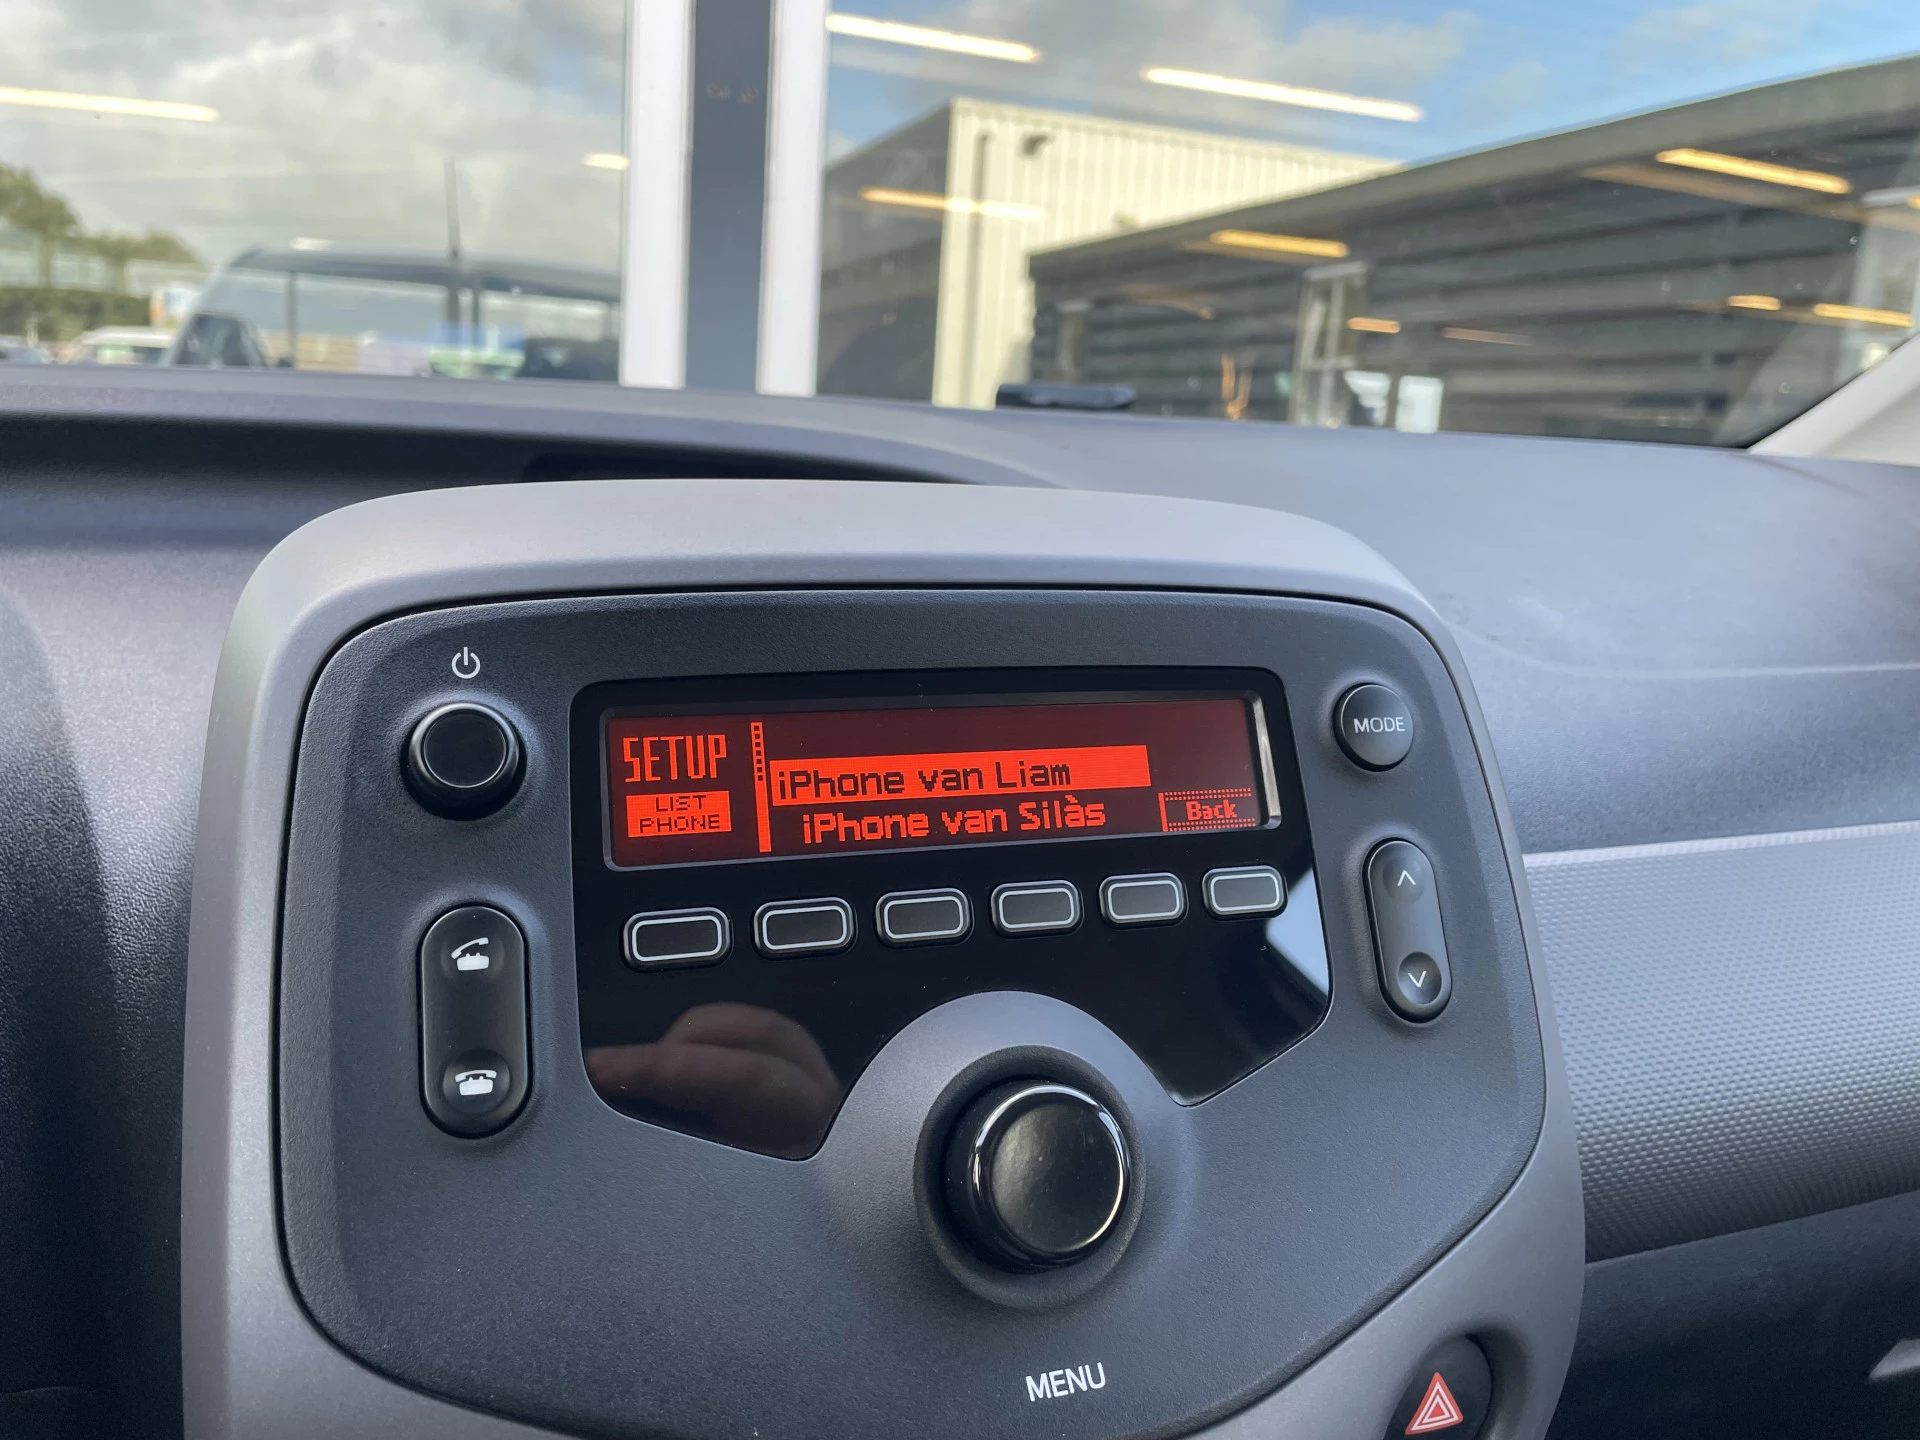 SETUP
LIST
PHONE
iPhone van Liam
iPhone van Silàs
Back
MODE
MENU